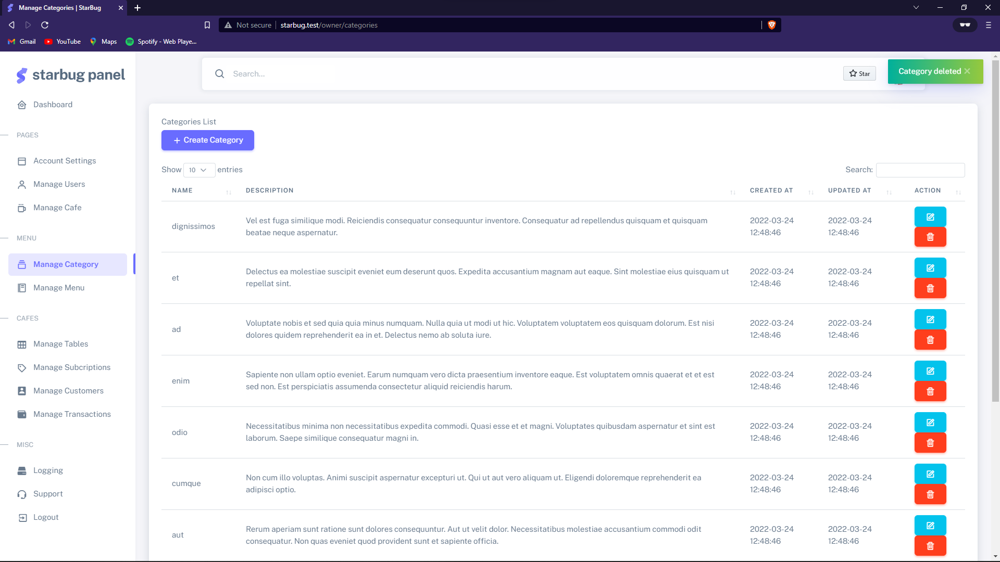 Manage Categories | StarBug
Not secure
starbug.test/owner/categories
Gmail
YouTube
Maps
Spotify - Web Playe...
starbug panel
Dashboard
PAGES
Account Settings
Manage Users
Manage Cafe
MENU
Manage Category
Manage Menu
CAFES
Manage Tables
Manage Subcriptions
Manage Customers
Manage Transactions
MISC
Logging
Support
Logout
Search...
Star
Category deleted
Categories List
+ Create Category
Show 10 entries
Search:
NAME DESCRIPTION CREATED AT UPDATED AT ACTION
dignissimos
Vel est fuga similique modi. Reiciendis consequatur consequuntur inventore. Consequatur ad repellendus quisquam et quisquam
beatae neque aspernatur.
2022-03-24
12:48:46
2022-03-24
12:48:46
et
Delectus ea molestiae suscipit eveniet eum deserunt quos. Expedita accusantium magnam aut eaque. Sint molestiae eius quisquam ut
repellat sint.
2022-03-24
12:48:46
2022-03-24
12:48:46
ad
Voluptate nobis et sed quia quia minus numquam. Nulla quia ut modi ut hic. Voluptatem voluptatem eos quisquam dolorum. Est nisi
dolores quidem reprehenderit ea in et. Delectus nemo ab soluta iure.
2022-03-24
12:48:46
2022-03-24
12:48:46
enim
Sapiente non ullam optio eveniet. Earum numquam vero dicta praesentium inventore eaque. Est voluptatem omnis quaerat et et est
sed non. Est perspiciatis assumenda consectetur aliquid reiciendis harum.
2022-03-24
12:48:46
2022-03-24
12:48:46
odio
Necessitatibus minima non necessitatibus expedita commodi. Quasi esse et et magni. Voluptates quibusdam aspernatur et sint est
laborum. Saepe similique consequatur magni in.
2022-03-24
12:48:46
2022-03-24
12:48:46
cumque
Non cum illo voluptas. Animi suscipit aspernatur excepturi ut. Qui ut aut vero aliquam ut. Eligendi doloremque reprehenderit ea
adipisci optio.
2022-03-24
12:48:46
2022-03-24
12:48:46
aut
Rerum aperiam sunt ratione sunt dolores consequuntur. Aut ut velit dolor. Necessitatibus molestiae accusantium commodi odit
consequatur. Non quas eveniet quod provident sunt et sapiente officia.
2022-03-24
12:48:46
2022-03-24
12:48:46